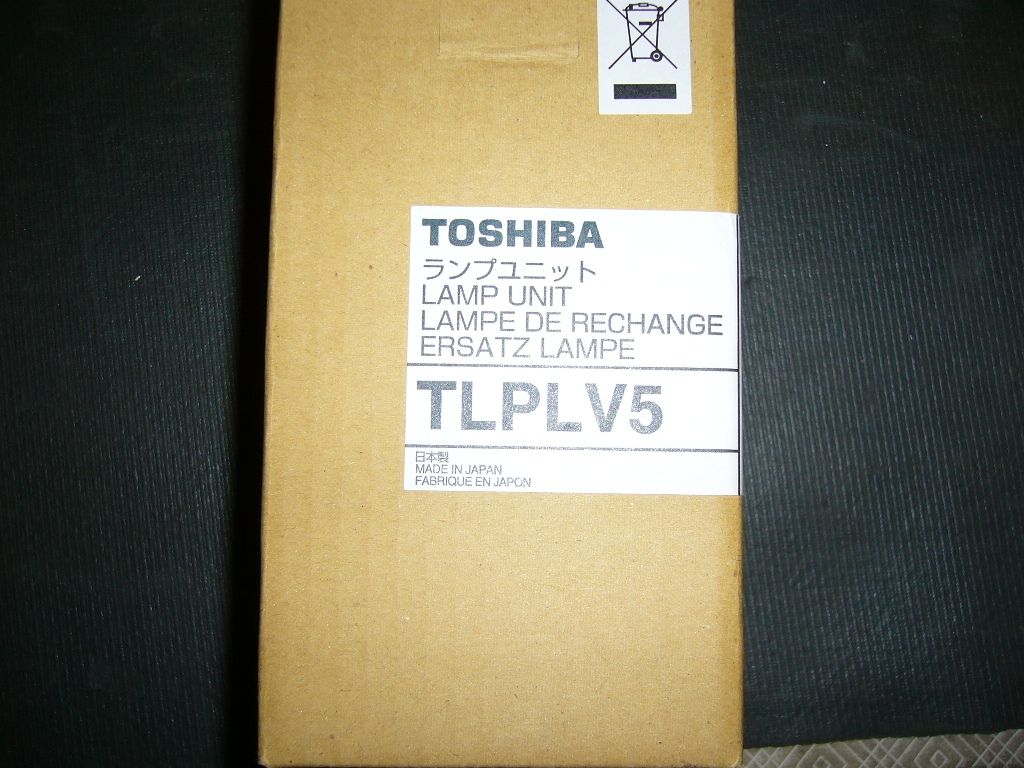 TOSHIBA
ランプユニット
LAMP UNIT
LAMPE DE RECHANGE
ERSATZ LAMPE
TLPLV5
日本製
MADE IN JAPAN
FABRIQUE EN JAPON